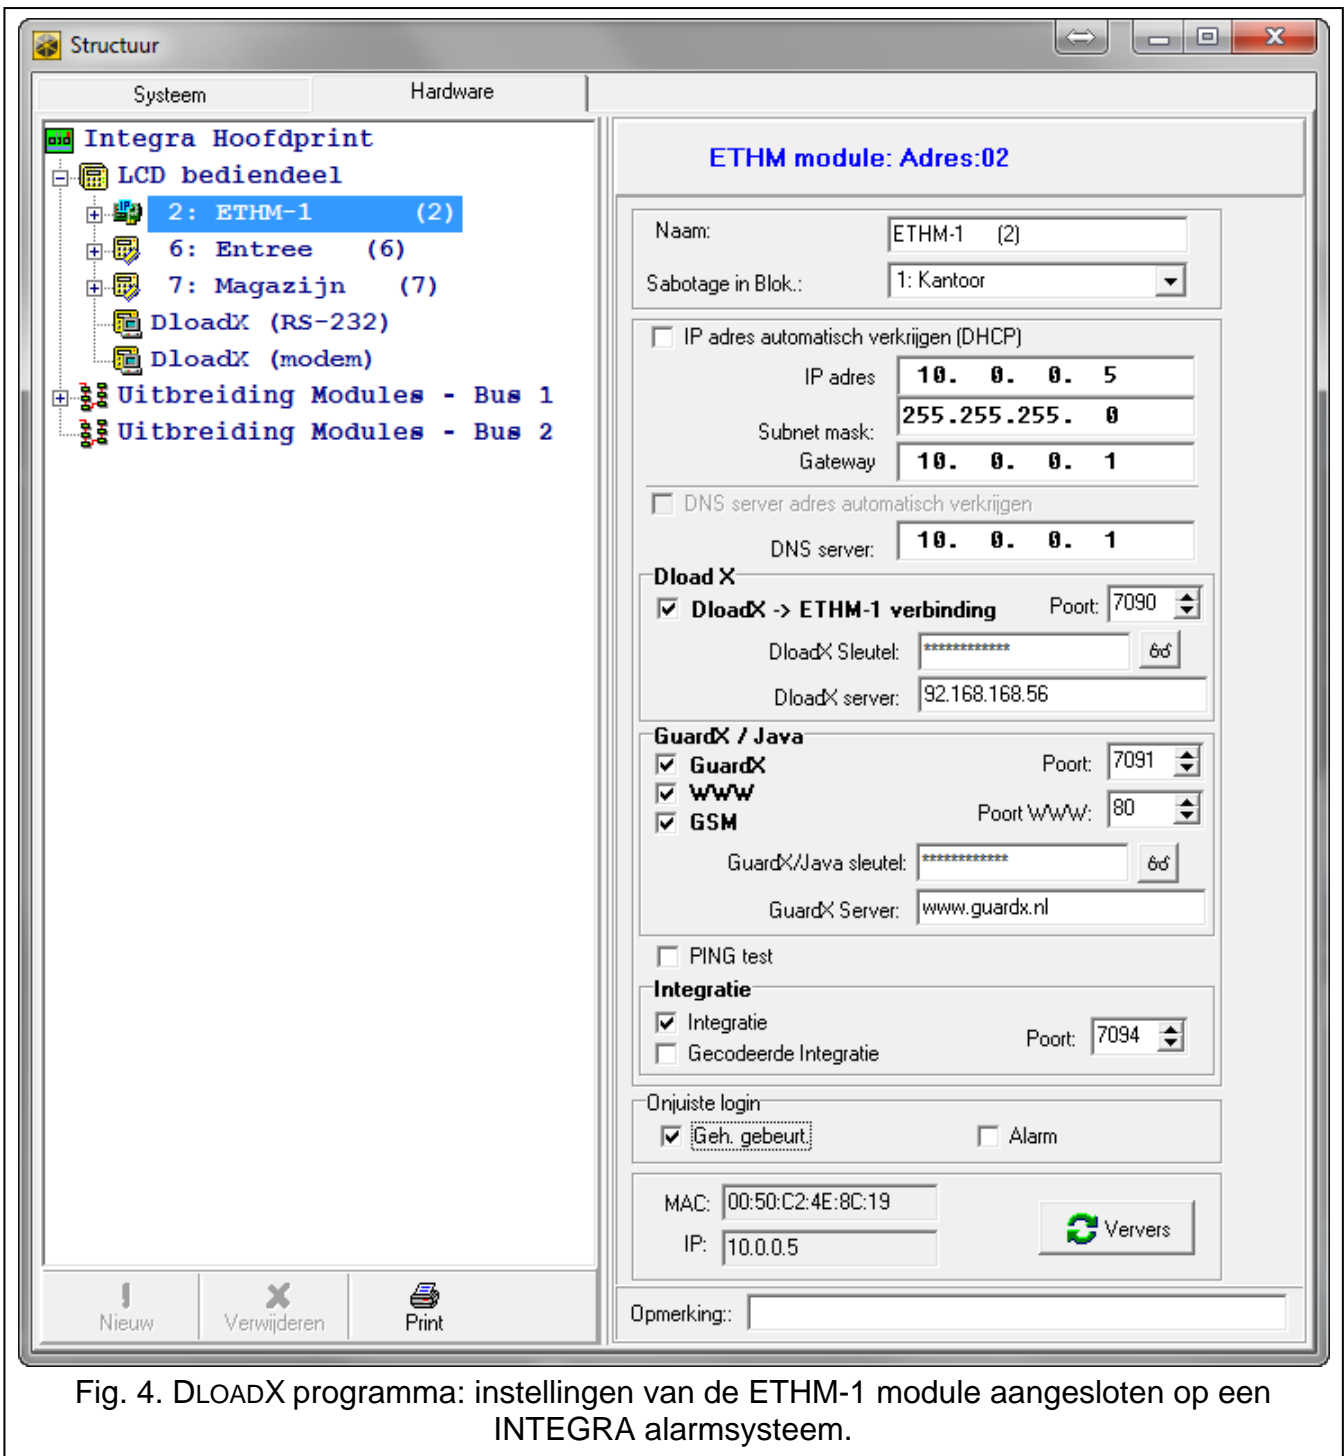 Structuur
Systeem
Hardware
Integra Hoofdprint
LCD bediendeel
2: ETHM-1 (2)
6: Entree (6)
7: Magazijn (7)
DloadX (RS-232)
DloadX (modem)
Uitbreiding Modules - Bus 1
Uitbreiding Modules - Bus 2
Nieuw
Verwijderen
Print
ETHM module: Adres:02
Naam: ETHM-1 (2)
Sabotage in Blok.: 1: Kantoor
IP adres automatisch verkrijgen (DHCP)
IP adres 10. 0. 0. 5
Subnet mask: 255.255.255. 0
Gateway 10. 0. 0. 1
DNS server adres automatisch verkrijgen
DNS server: 10. 0. 0. 1
Dload X
DloadX -> ETHM-1 verbinding Poort: 7090
DloadX Sleutel: ************
DloadX server: 92.168.168.56
GuardX / Java
GuardX Poort: 7091
WWW
Poort WWW: 80
GSM
GuardX/Java sleutel: ************
GuardX Server: www.guardx.nl
PING test
Integratie
Integratie
Poort: 7094
Gecodeerde Integratie
Onjuiste login
Geh. gebeurt. Alarm
MAC: 00:50:C2:4E:8C:19
IP: 10.0.0.5
Ververs
Opmerking::
Fig. 4. DLOADX programma: instellingen van de ETHM-1 module aangesloten op een
INTEGRA alarmsysteem.